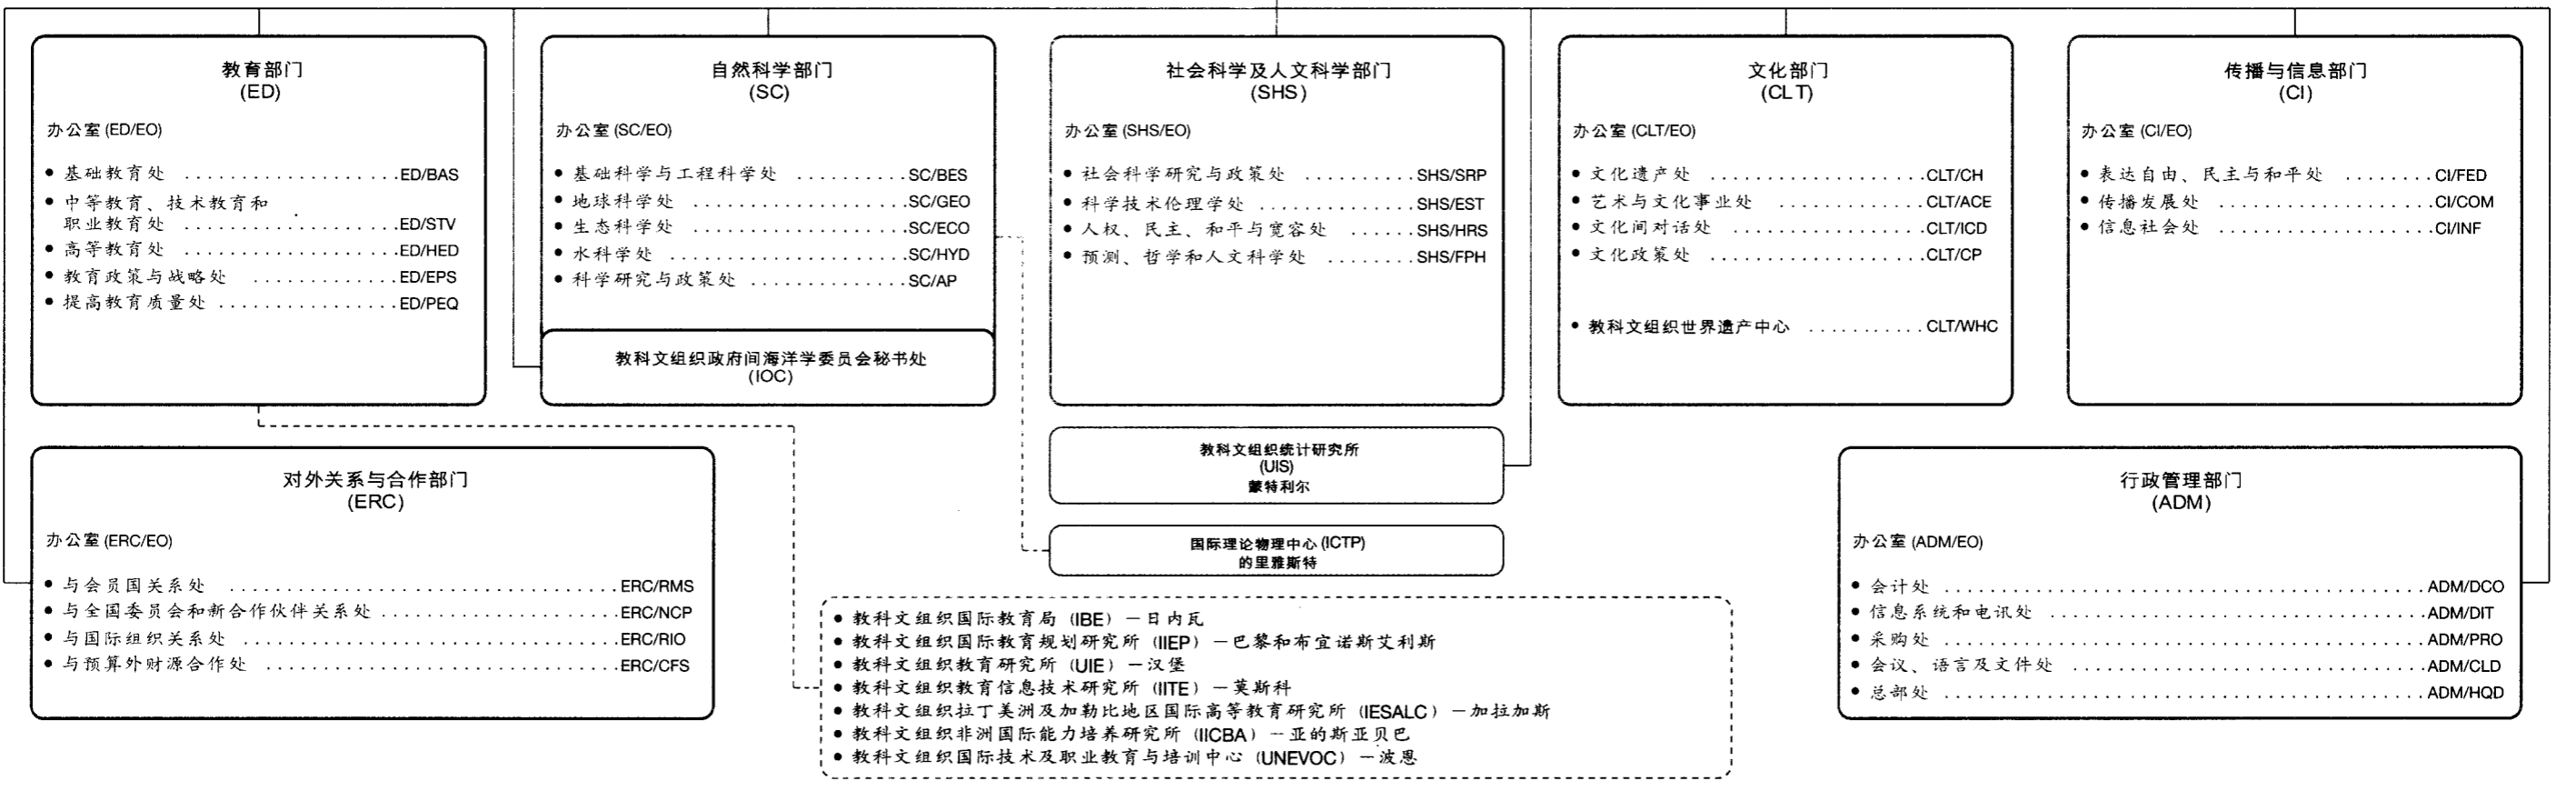 教育部门
(ED)
办公室 (ED/EO)
• 基础教育处 ...................ED/BAS
• 中等教育、技术教育和
职业教育处 ...................ED/STV
• 高等教育处 ...................ED/HED
• 教育政策与战略处 .............ED/EPS
• 提高教育质量处 ................ED/PEQ
自然科学部门
(SC)
办公室 (SC/EO)
• 基础科学与工程科学处 ..........SC/BES
• 地球科学处 ....................SC/GEO
• 生态科学处 ....................SC/ECO
• 水科学处 .....................SC/HYD
• 科学研究与政策处 ..............SC/AP
教科文组织政府间海洋学委员会秘书处
(IOC)
社会科学及人文科学部门
(SHS)
办公室 (SHS/EO)
• 社会科学研究与政策处 ..........SHS/SRP
• 科学技术伦理学处 ..............SHS/EST
• 人权、民主、和平与宽容处 ......SHS/HRS
• 预测、哲学和人文科学处 ........SHS/FPH
文化部门
(CLT)
办公室 (CLT/EO)
• 文化遗产处 ...................CLT/CH
• 艺术与文化事业处 .............CLT/ACE
• 文化间对话处 .................CLT/ICD
• 文化政策处 ...................CLT/CP
• 教科文组织世界遗产中心 ...........CLT/WHC
传播与信息部门
(CI)
办公室 (CI/EO)
• 表达自由、民主与和平处 ........CI/FED
• 传播发展处 ...................CI/COM
• 信息社会处 ...................CI/INF
教科文组织统计研究所
(UIS)
蒙特利尔
国际理论物理中心 (ICTP)
的里雅斯特
对外关系与合作部门
(ERC)
办公室 (ERC/EO)
• 与会员国关系处 ..................................ERC/RMS
• 与全国委员会和新合作伙伴关系处 .....................ERC/NCP
• 与国际组织关系处 .................................ERC/RIO
• 与预算外财源合作处 ...............................ERC/CFS
• 教科文组织国际教育局 (IBE) －日内瓦
• 教科文组织国际教育规划研究所 (IIEP) －巴黎和布宜诺斯艾利斯
• 教科文组织教育研究所 (UIE) －汉堡
• 教科文组织教育信息技术研究所 (IITE) －莫斯科
• 教科文组织拉丁美洲及加勒比地区国际高等教育研究所 (IESALC) －加拉加斯
• 教科文组织非洲国际能力培养研究所 (IICBA) －亚的斯亚贝巴
• 教科文组织国际技术及职业教育与培训中心 (UNEVOC) －波恩
行政管理部门
(ADM)
办公室 (ADM/EO)
• 会计处 ..........................................ADM/DCO
• 信息系统和电讯处 .................................ADM/DIT
• 采购处 ..........................................ADM/PRO
• 会议、语言及文件处 ...............................ADM/CLD
• 总部处 ..........................................ADM/HQD